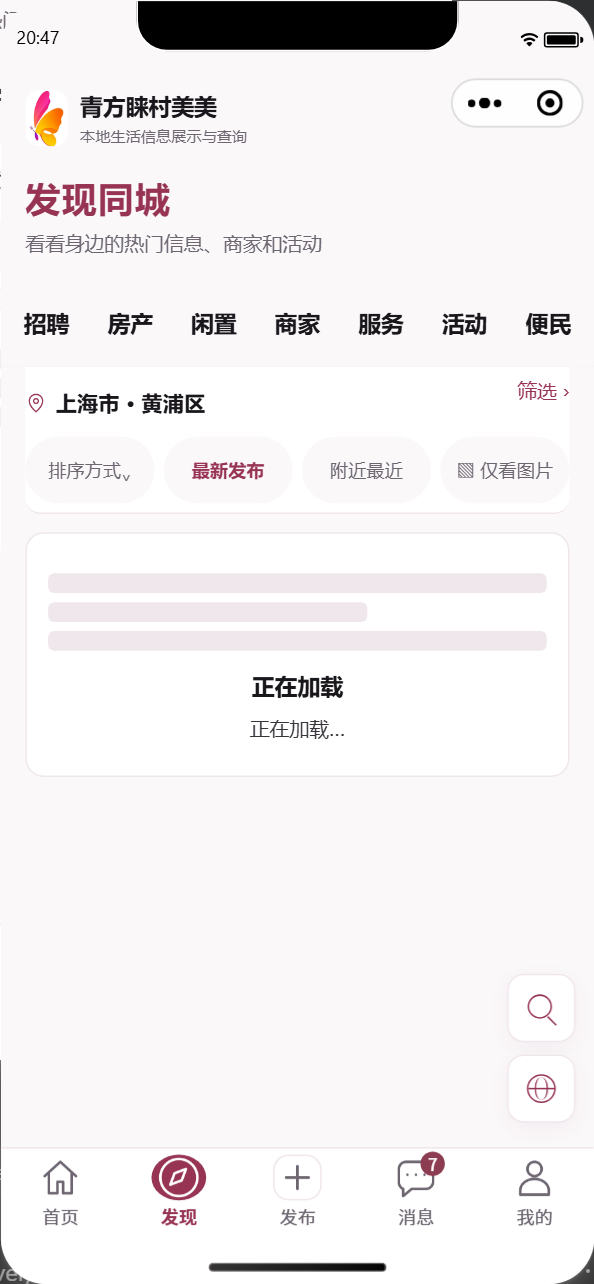 20:47
青方睐村美美
本地生活信息展示与查询
发现同城
看看身边的热门信息、商家和活动
招聘 房产 闲置 商家 服务 活动 便民
上海市·黄浦区
筛选 ›
排序方式 最新发布 附近最近 仅看图片
正在加载
正在加载...
7
首页 发现 发布 消息 我的